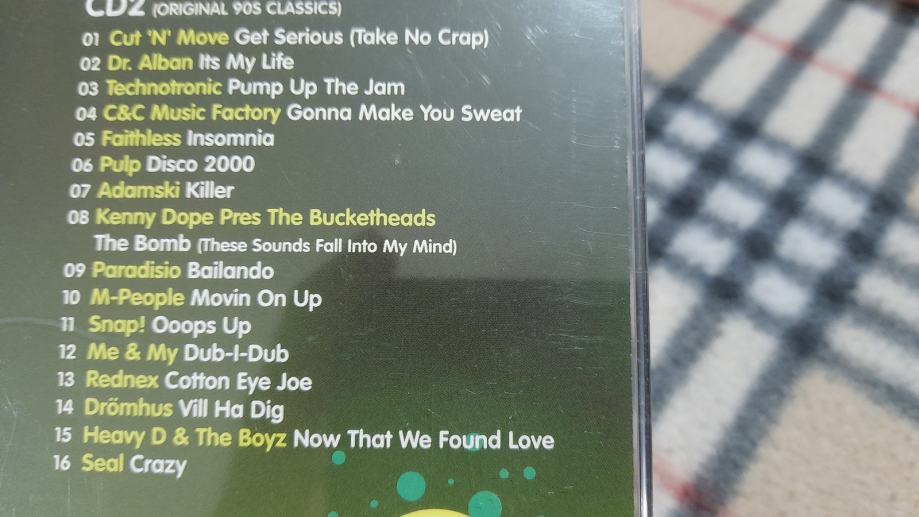 CD2 (ORIGINAL 90S CLASSICS)
01 Cut 'N' Move Get Serious (Take No Crap)
02 Dr. Alban Its My Life
03 Technotronic Pump Up The Jam
04 C&C Music Factory Gonna Make You Sweat
05 Faithless Insomnia
06 Pulp Disco 2000
07 Adamski Killer
08 Kenny Dope Pres The Bucketheads
The Bomb (These Sounds Fall Into My Mind)
09 Paradisio Bailando
10 M-People Movin On Up
11 Snap! Ooops Up
12 Me & My Dub-I-Dub
13 Rednex Cotton Eye Joe
14 Drömhus Vill Ha Dig
15 Heavy D & The Boyz Now That We Found Love
16 Seal Crazy